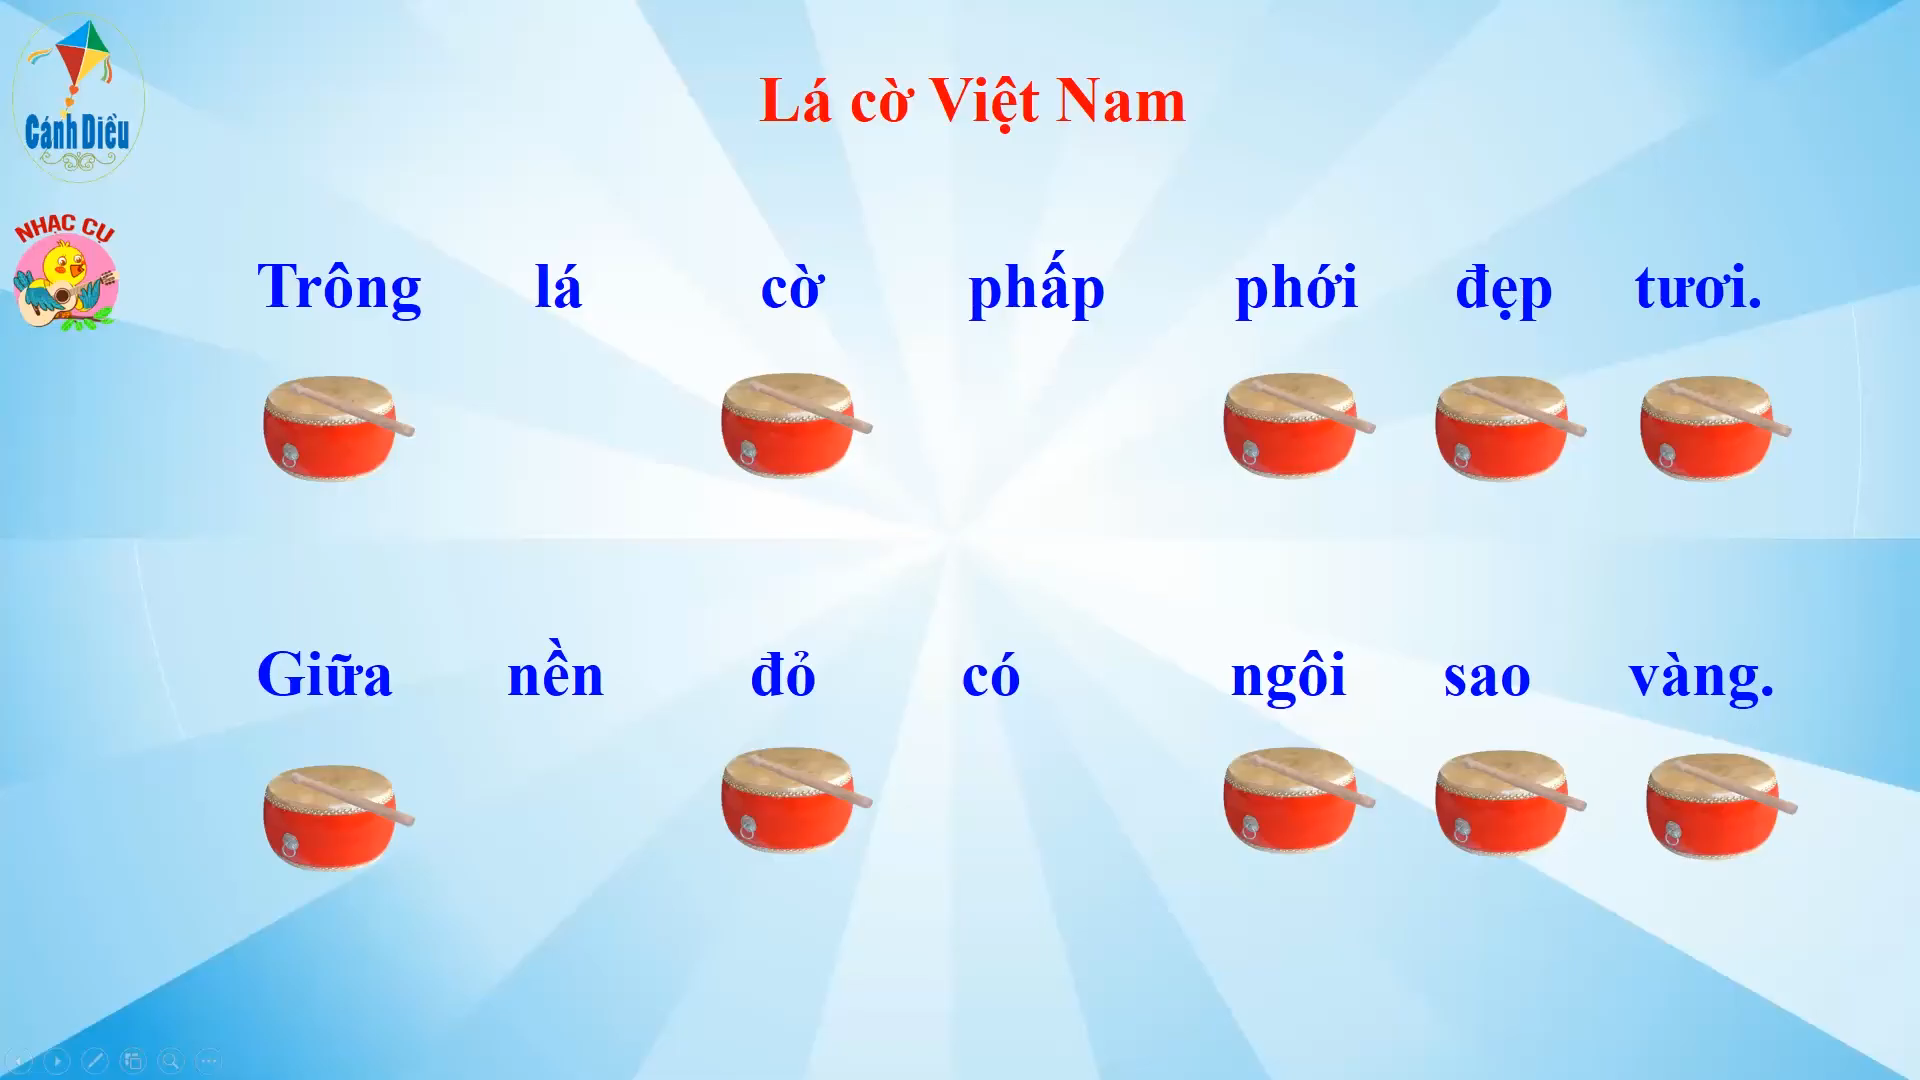 Cánh Diều
Lá cờ Việt Nam
NHẠC CỤ
Trông lá cờ phấp phới đẹp tươi.
Giữa nền đỏ có ngôi sao vàng.